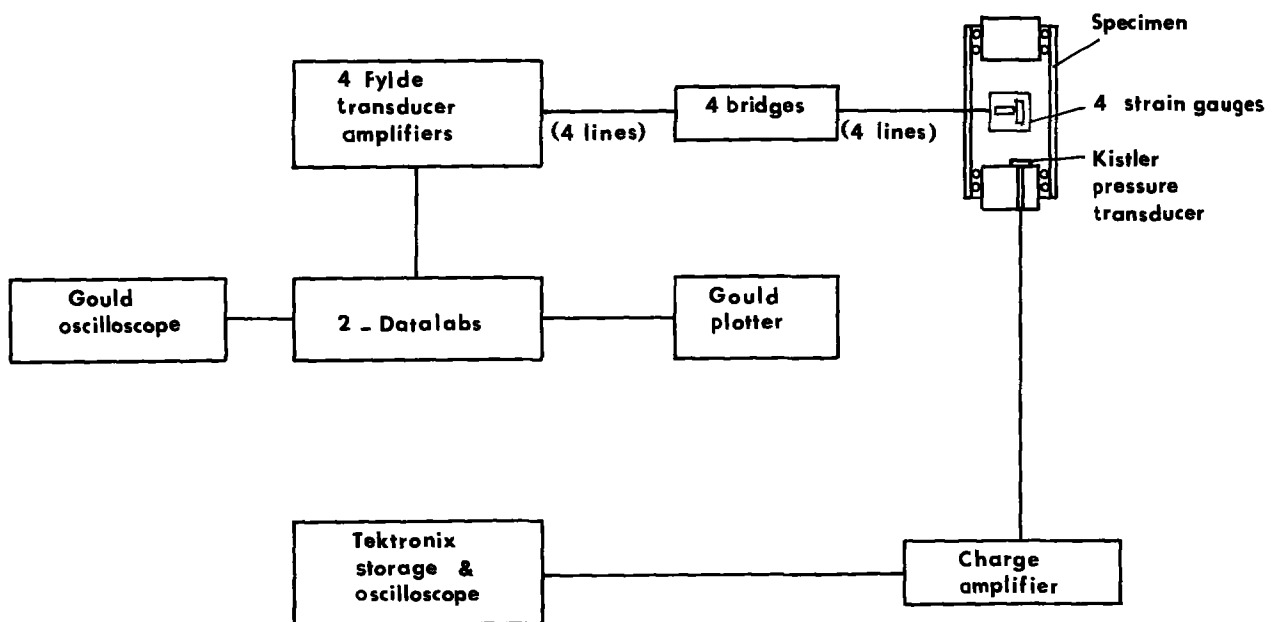 Specimen
4 Fylde
transducer
amplifiers
(4 lines)
4 bridges
(4 lines)
4 strain gauges
Kistler
pressure
transducer
Gould
oscilloscope
2 - Datalabs
Gould
plotter
Tektronix
storage &
oscilloscope
Charge
amplifier